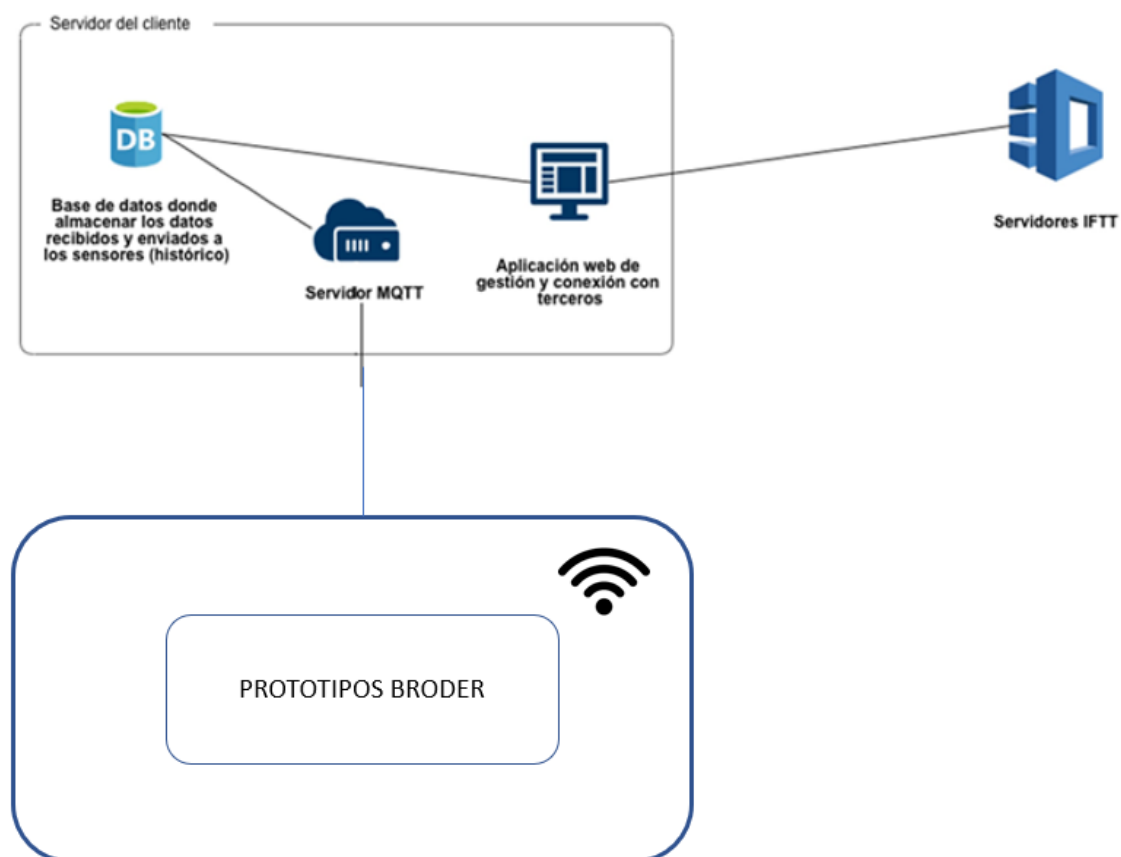 Servidor del cliente
DB
Base de datos donde
almacenar los datos
recibidos y enviados a
los sensores (histórico)
Servidor MQTT
Aplicación web de
gestión y conexión con
terceros
Servidores IFTT
PROTOTIPOS BRODER